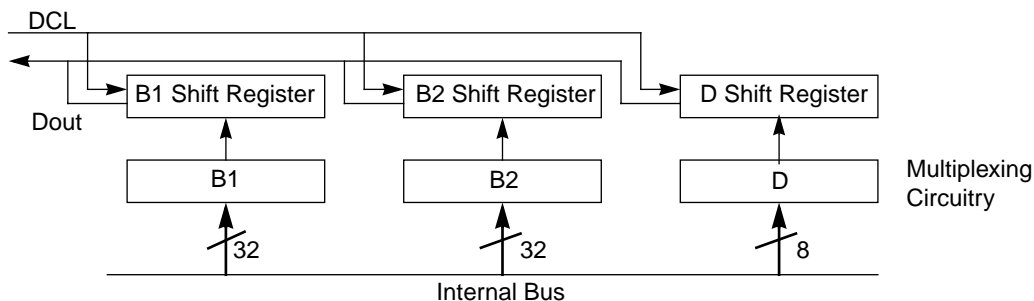 DCL
B1 Shift Register
B2 Shift Register
D Shift Register
Dout
B1
B2
D
Multiplexing
Circuitry
32
32
8
Internal Bus